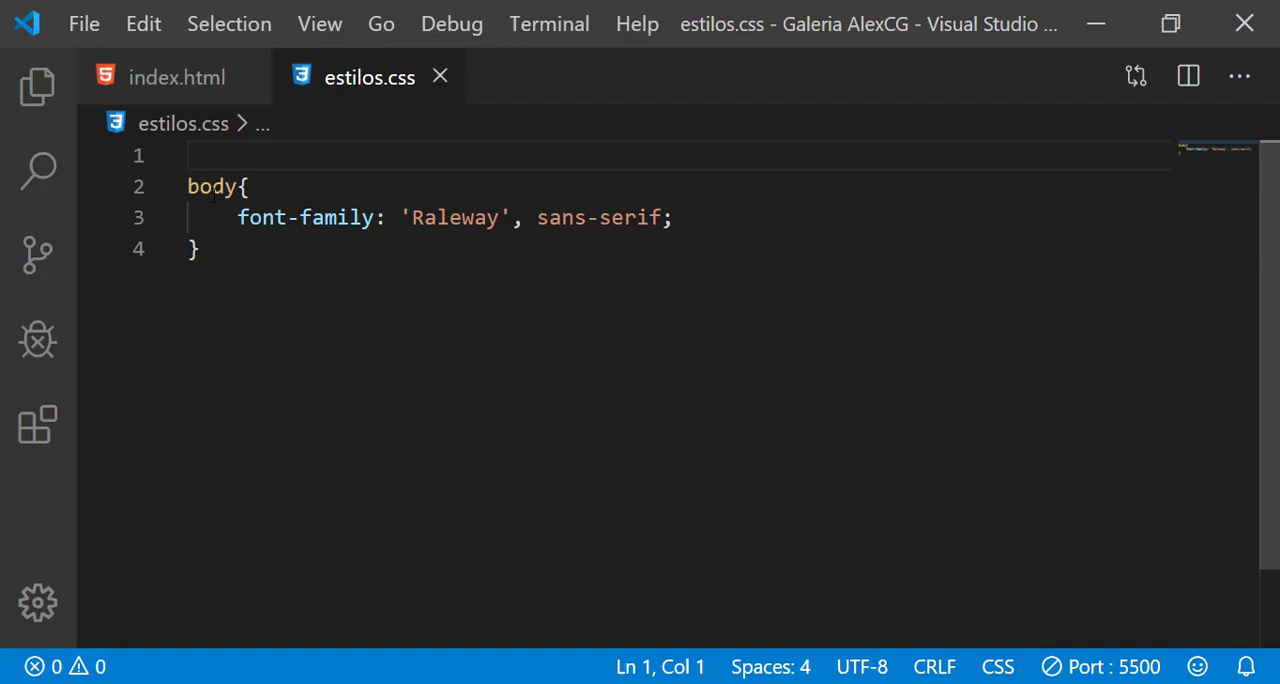 File Edit Selection View Go Debug Terminal Help estilos.css - Galeria AlexCG - Visual Studio ...
index.html estilos.css
estilos.css > ...
1
2 body{
3 font-family: 'Raleway', sans-serif;
4 }
0 0 Ln 1, Col 1 Spaces: 4 UTF-8 CRLF CSS Port : 5500